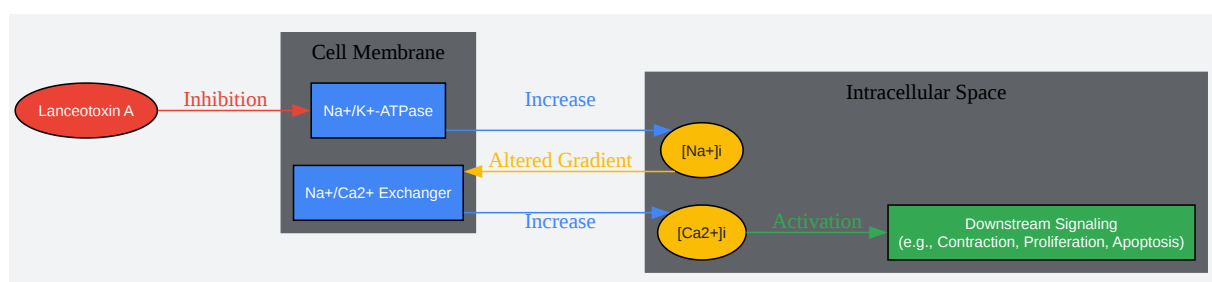 Cell Membrane
Intracellular Space
Lanceotoxin A
Inhibition
Na+/K+-ATPase
Increase
[Na+]i
Altered Gradient
Na+/Ca2+ Exchanger
Increase
[Ca2+]i
Activation
Downstream Signaling
(e.g., Contraction, Proliferation, Apoptosis)